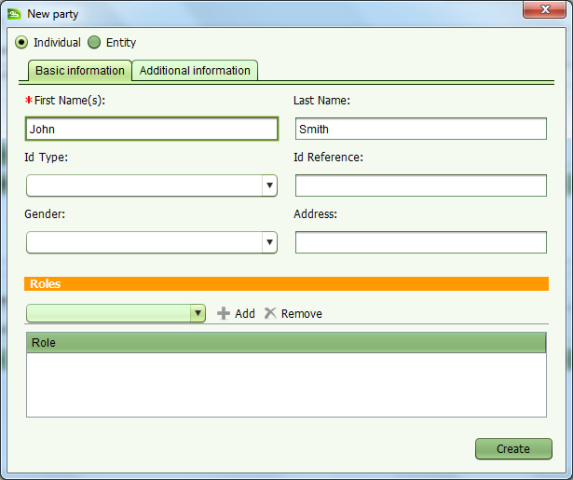 New party
Individual Entity
Basic information Additional information
*First Name(s): Last Name:
John Smith
Id Type: Id Reference:
Gender: Address:
Roles
Add Remove
Role
Create